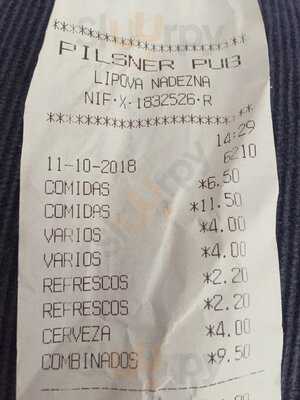 **************************
PILSNER PUB
LIPOVA NADEZNA
NIF·X·1832526·R
**************************
14:29
11-10-2018 6210
COMIDAS *6.50
COMIDAS *11.50
VARIOS *4.00
VARIOS *4.00
REFRESCOS *2.20
REFRESCOS *2.20
CERVEZA *4.00
COMBINADOS *9.50